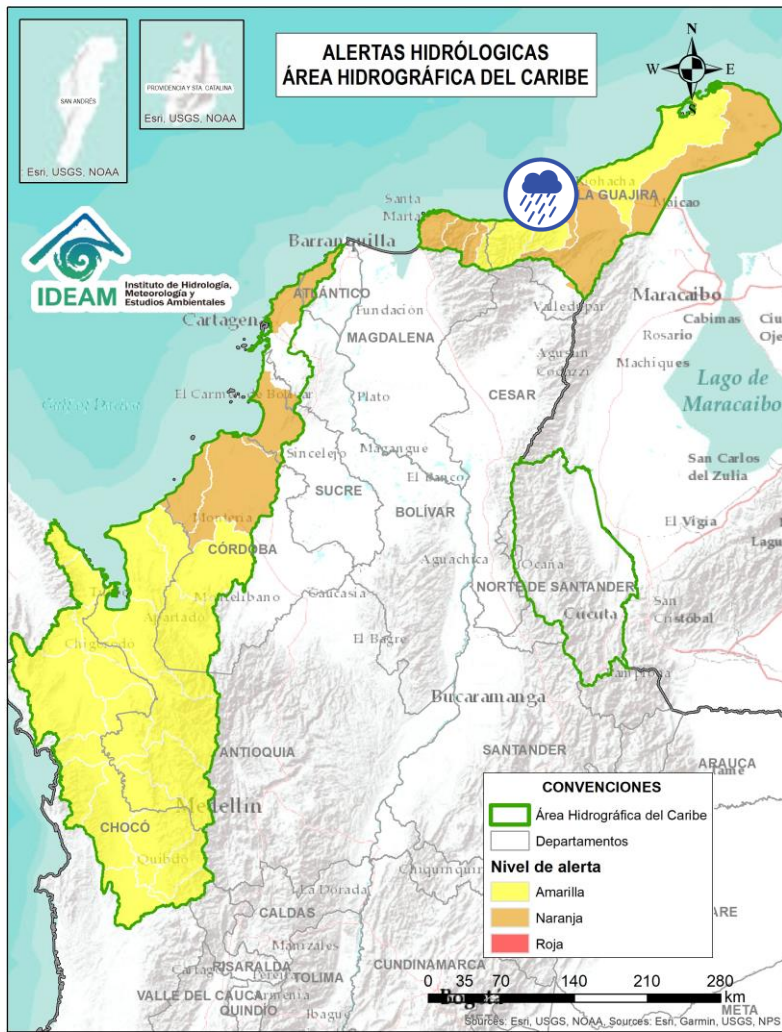 ALERTAS HIDRÓLOGICAS
ÁREA HIDROGRÁFICA DEL CARIBE
N
W E
S
SAN ANDRÉS
PROVIDENCIA Y STA. CATALINA
Esri, USGS, NOAA
Esri, USGS, NOAA
IDEAM
Instituto de Hidrología,
Meteorología y
Estudios Ambientales
LA GUAJIRA
Maicao
Santa
Marta
Barranquilla
ATLÁNTICO
Cartagena
Fundación
MAGDALENA
Valledupar
Maracaibo
Cabimas
Rosario
Machiques
Agustín
Codazzi
CESAR
Lago de
Maracaibo
El Carmen de Bolívar
Plato
Sincelejo
Magangue
SUCRE
El Banco
BOLÍVAR
San Carlos
del Zulia
El Vigia
Montería
CÓRDOBA
Aguachica
Ocaña
NORTE DE SANTANDER
Cucuta
San
Cristóbal
Montelibano
Caucasia
Apartado
Chigorodo
El Bagre
Pamplona
Bucaramanga
ANTIOQUIA
SANTANDER
ARAUCA
Medellín
CHOCÓ
Quibdó
La Dorada
CALDAS
Manizales
RISARALDA
Pereira
TOLIMA
CUNDINAMARCA
VALLE DEL CAUCA
Armenia
QUINDÍO
Ibague
Bogotá
META
META
CONVENCIONES
Área Hidrográfica del Caribe
Departamentos
Nivel de alerta
Amarilla
Naranja
Roja
0 35 70 140 210 280
km
Sources: Esri, USGS, NOAA, Sources: Esri, Garmin, USGS, NPS